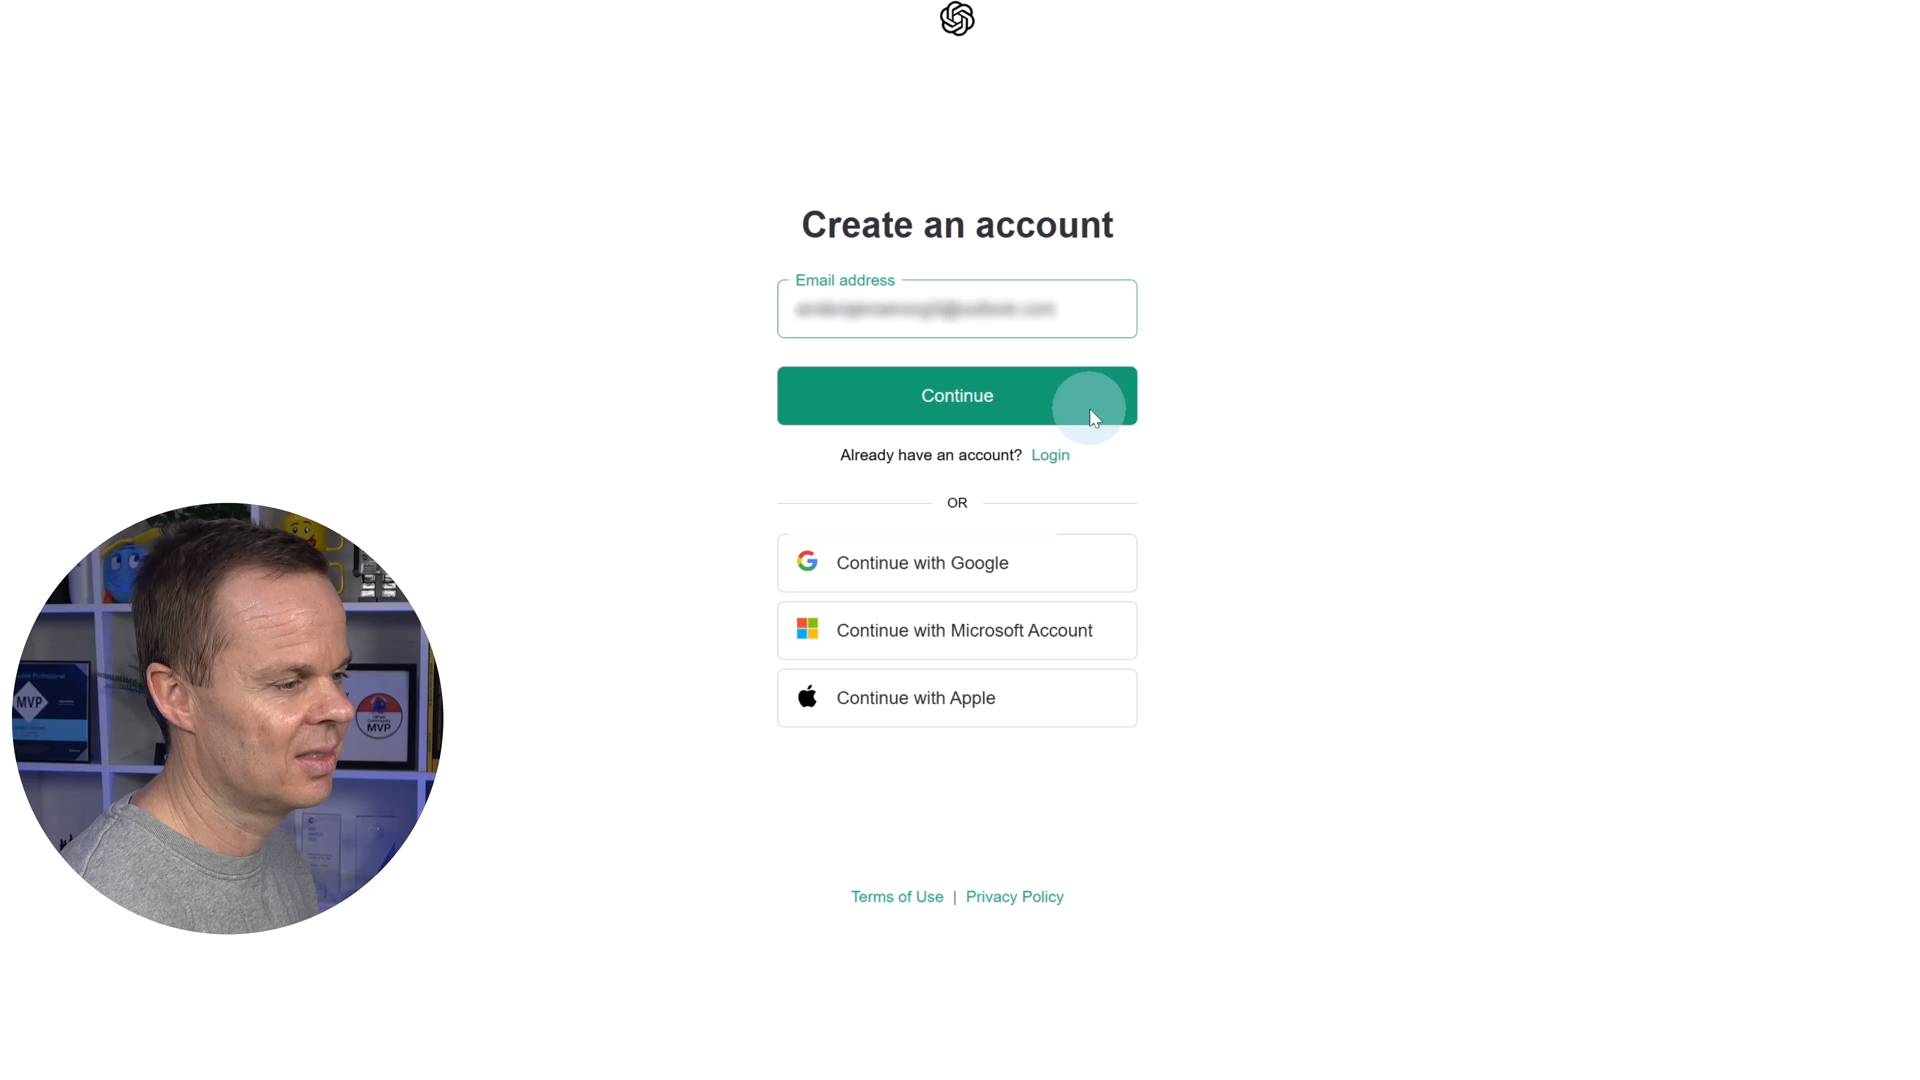 Create an account
Email address
Continue
Already have an account? Login
OR
Continue with Google
Continue with Microsoft Account
Continue with Apple
MVP
MVP
Terms of Use | Privacy Policy